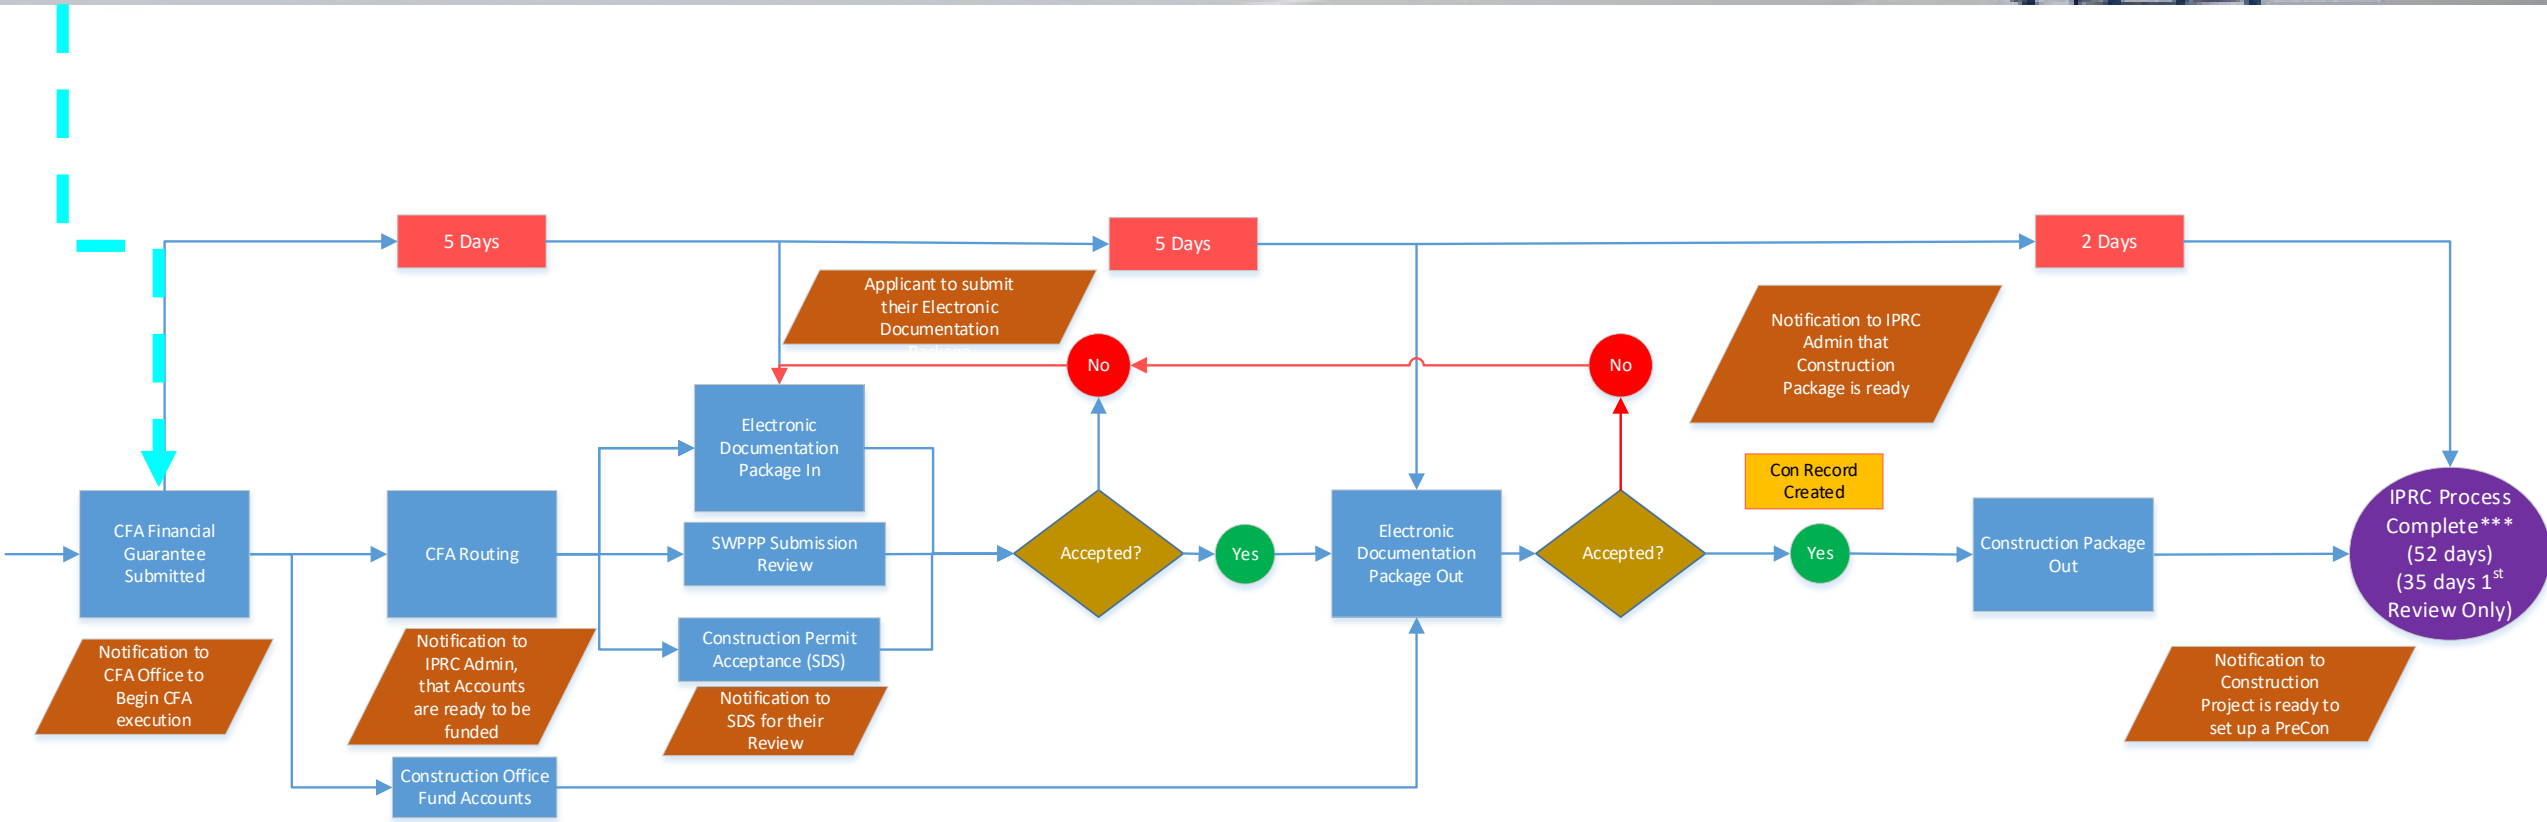 5 Days
5 Days
2 Days
Applicant to submit
their Electronic
Documentation
Notification to IPRC
Admin that
Construction
Package is ready
No
No
Electronic
Documentation
Package In
Con Record
Created
CFA Financial
Guarantee
Submitted
CFA Routing
SWPPP Submission
Review
Accepted?
Yes
Electronic
Documentation
Package Out
Accepted?
Yes
Construction Package
Out
IPRC Process
Complete***
(52 days)
(35 days 1st
Review Only)
Construction Permit
Acceptance (SDS)
Notification to
CFA Office to
Begin CFA
execution
Notification to
IPRC Admin,
that Accounts
are ready to be
funded
Notification to
SDS for their
Review
Notification to
Construction
Project is ready to
set up a PreCon
Construction Office
Fund Accounts